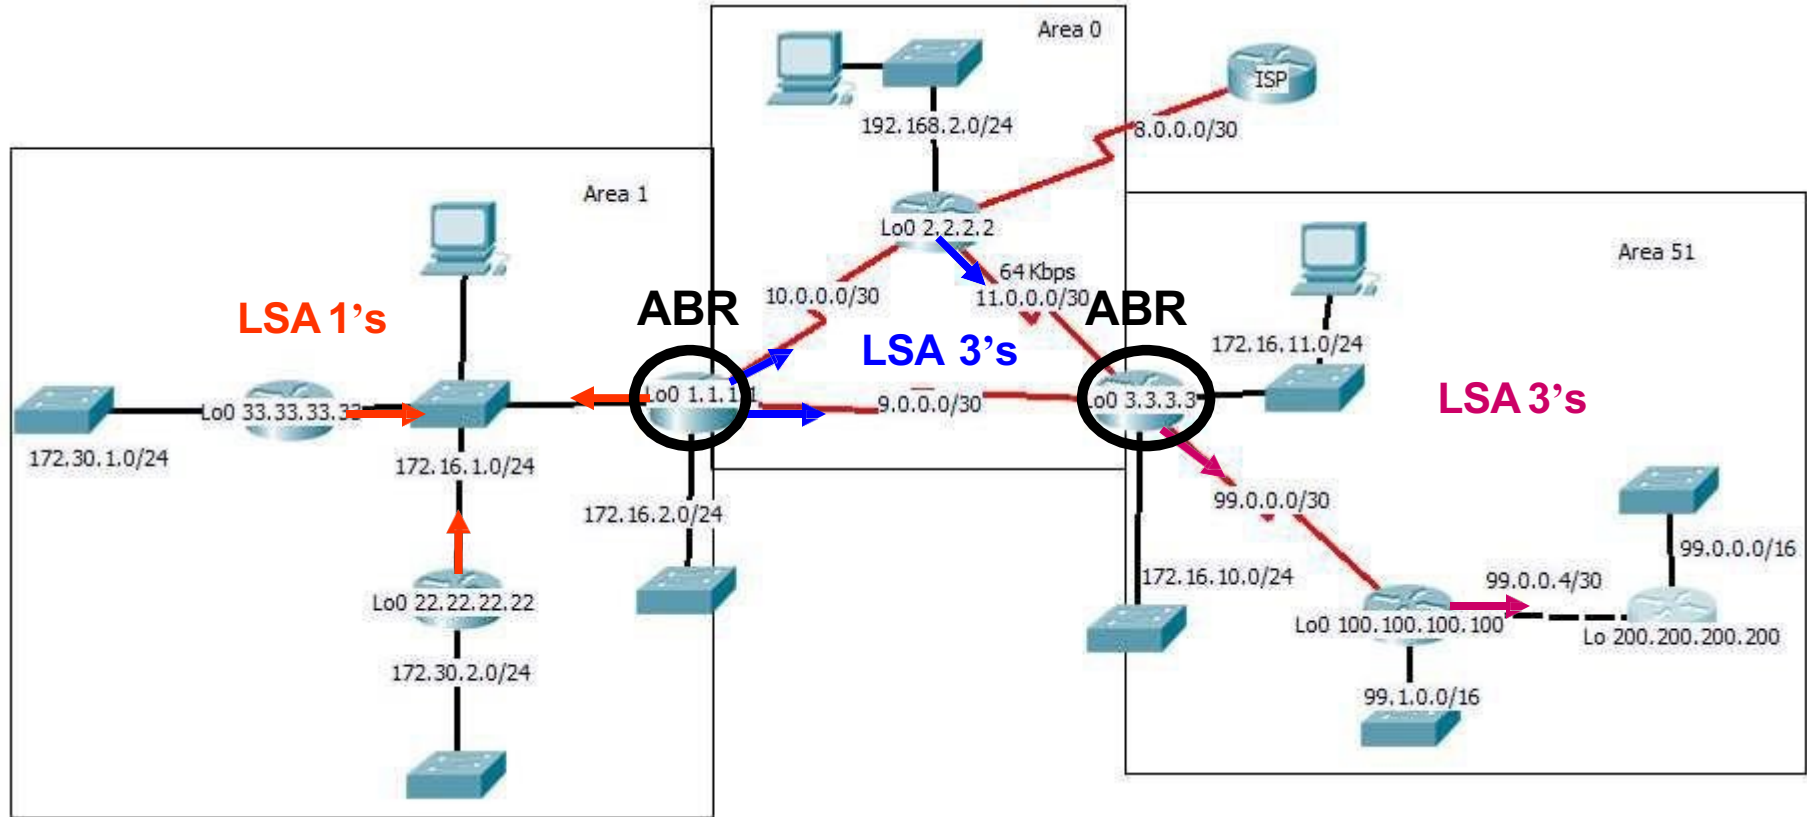 Area 0
ISP
192.168.2.0/24
8.0.0.0/30
Area 1
Lo0 2.2.2.2
Area 51
64 Kbps
10.0.0.0/30
11.0.0.0/30
ABR
ABR
LSA 1’s
LSA 3’s
172.16.11.0/24
Lo0 1.1.1.1
Lo0 3.3.3.3
LSA 3’s
9.0.0.0/30
Lo0 33.33.33.33
172.30.1.0/24
172.16.1.0/24
172.16.2.0/24
99.0.0.0/30
99.0.0.0/16
172.16.10.0/24
99.0.0.4/30
Lo0 22.22.22.22
Lo0 100.100.100.100
Lo 200.200.200.200
172.30.2.0/24
99.1.0.0/16